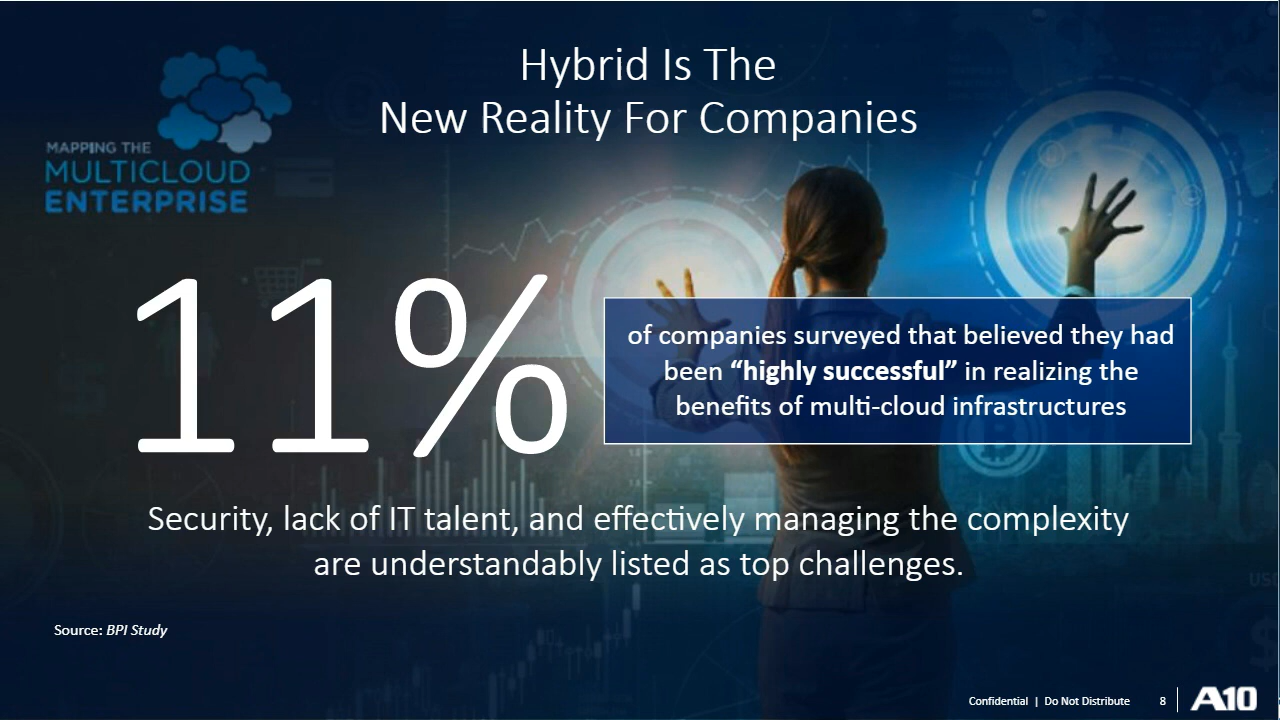 Hybrid Is The
New Reality For Companies
MAPPING THE
MULTICLOUD
ENTERPRISE
11%
of companies surveyed that believed they had
been “highly successful” in realizing the
benefits of multi-cloud infrastructures
Security, lack of IT talent, and effectively managing the complexity
are understandably listed as top challenges.
Source: BPI Study
Confidential | Do Not Distribute 8
A10